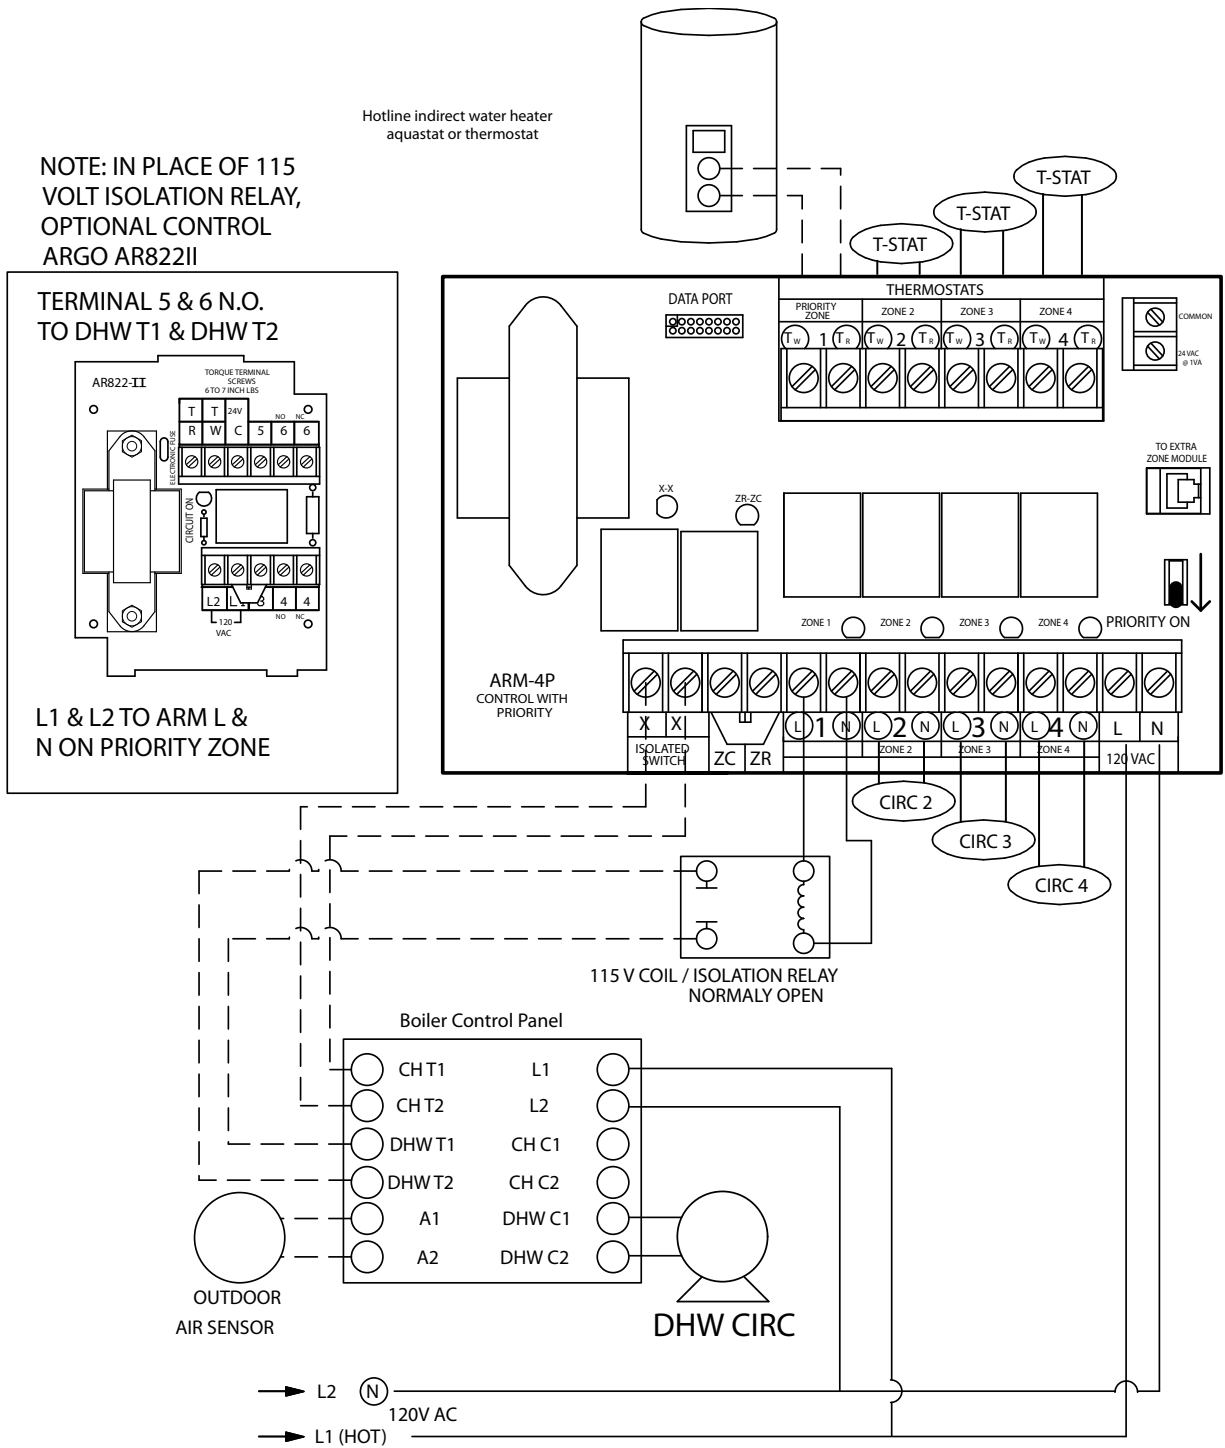 Hotline indirect water heater
aquastat or thermostat
NOTE: IN PLACE OF 115
VOLT ISOLATION RELAY,
OPTIONAL CONTROL
ARGO AR822II
TERMINAL 5 & 6 N.O.
TO DHW T1 & DHW T2
AR822-II
TORQUE TERMINAL
SCREWS
6 TO 7 INCH LBS
T T 24V
NO NC
R W C 5 6 6
ELECTRONIC FUSE
CIRCUIT ON
L2 L1 3 4 4
NO NC
120
VAC
L1 & L2 TO ARM L &
N ON PRIORITY ZONE
T-STAT
T-STAT
T-STAT
DATA PORT
THERMOSTATS
PRIORITY
ZONE
ZONE 2
ZONE 3
ZONE 4
TW 1 TR TW 2 TR TW 3 TR TW 4 TR
COMMON
24 VAC
@ 1VA
TO EXTRA
ZONE MODULE
X-X
ZR-ZC
ZONE 1
ZONE 2
ZONE 3
ZONE 4
PRIORITY ON
ARM-4P
CONTROL WITH
PRIORITY
X X
ISOLATED
SWITCH
ZC ZR
L 1 N L 2 N L 3 N L 4 N L N
ZONE 2
ZONE 3
ZONE 4
120 VAC
CIRC 2
CIRC 3
CIRC 4
115 V COIL / ISOLATION RELAY
NORMALY OPEN
Boiler Control Panel
CH T1 L1
CH T2 L2
DHW T1 CH C1
DHW T2 CH C2
A1 DHW C1
A2 DHW C2
OUTDOOR
AIR SENSOR
DHW CIRC
L2 N
120V AC
L1 (HOT)